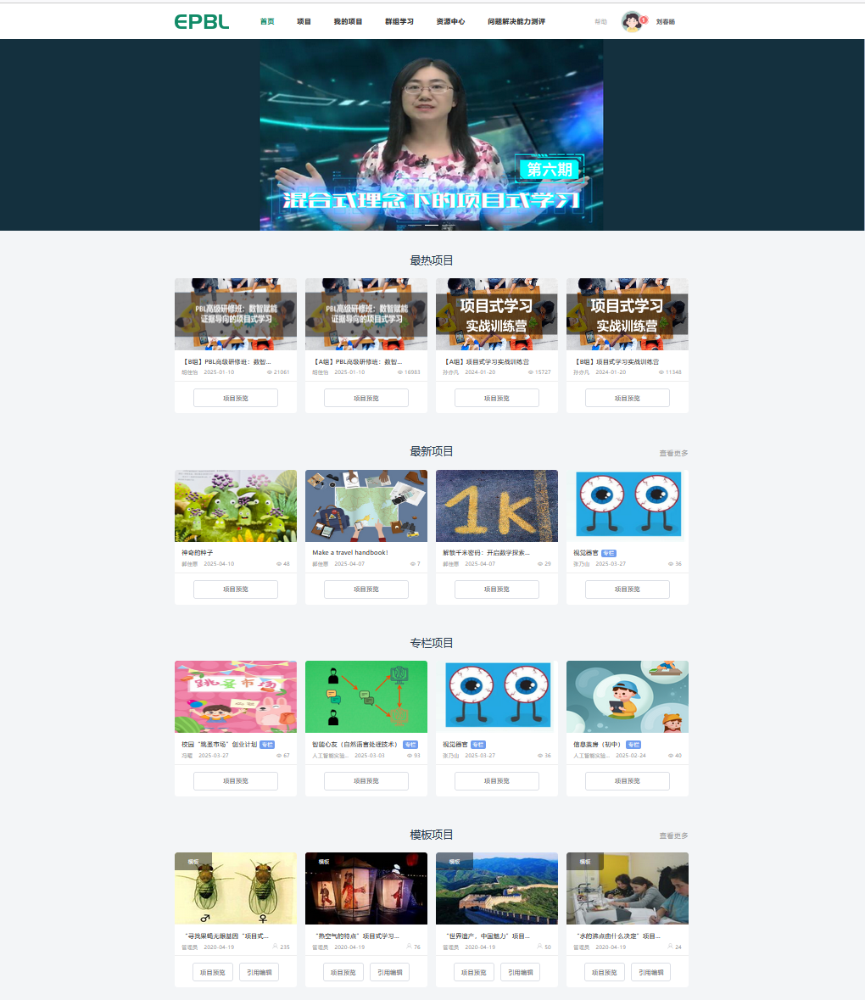 EPBL 首页 项目 我的项目 群组学习 资源中心 问题解决能力测评 帮助 1 刘春旸
第六期
混合式理念下的项目式学习
最热项目
PBL高级研修班：数智赋能
证据导向的项目式学习
PBL高级研修班：数智赋能
证据导向的项目式学习
项目式学习
实战训练营
项目式学习
实战训练营
【B组】PBL高级研修班：数智...
胡佳怡 2025-01-10 21061
项目预览
【A组】PBL高级研修班：数智...
胡佳怡 2025-01-10 16983
项目预览
【A组】项目式学习实战训练营
孙亦凡 2024-01-20 15727
项目预览
【B组】项目式学习实战训练营
孙亦凡 2024-01-20 11348
项目预览
最新项目
查看更多
1k
神奇的种子
2025-04-10 48
项目预览
Make a travel handbook!
2025-04-07 7
项目预览
解锁千米密码：开启数学探索...
2025-04-07 29
项目预览
视觉器官 专栏
张乃山 2025-03-27 36
项目预览
专栏项目
跳蚤市场
校园“跳蚤市场”创业计划 专栏
2025-03-27 67
项目预览
智能心友（自然语言处理技术） 专栏
人工智能实验... 2025-03-03 93
项目预览
视觉器官 专栏
张乃山 2025-03-27 36
项目预览
信息茧房（初中） 专栏
人工智能实验... 2025-02-24 40
项目预览
模板项目
查看更多
模板
♂ ♀
模板
模板
模板
“寻找果蝇无眼基因“项目式...
管理员 2020-04-19 235
项目预览 引用编辑
“热空气的特点”项目式学习...
管理员 2020-04-19 76
项目预览 引用编辑
“世界遗产，中国魅力”项目...
管理员 2020-04-19 50
项目预览 引用编辑
“水的沸点由什么决定”项目...
管理员 2020-04-19 24
项目预览 引用编辑